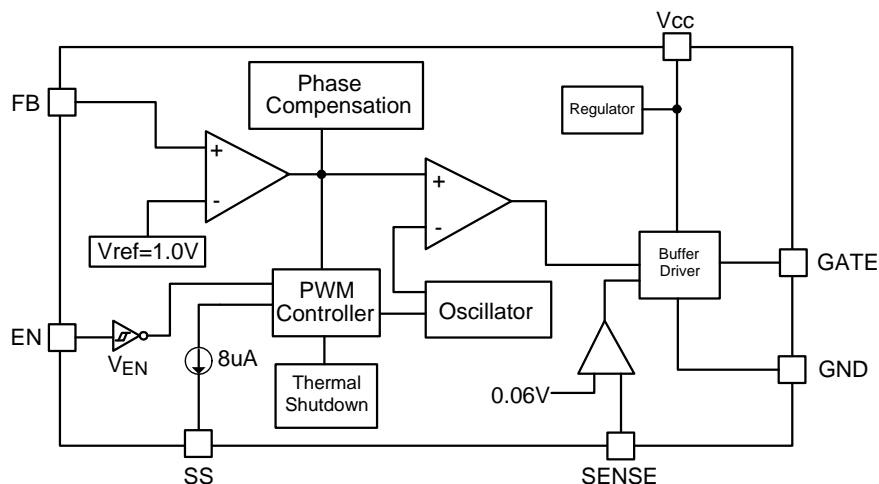 Vcc
Phase
Compensation
FB
Regulator
+
-
+
-
Vref=1.0V
Buffer
Driver
GATE
PWM
Controller
Oscillator
EN
VEN
8uA
Thermal
Shutdown
0.06V
GND
SS
SENSE